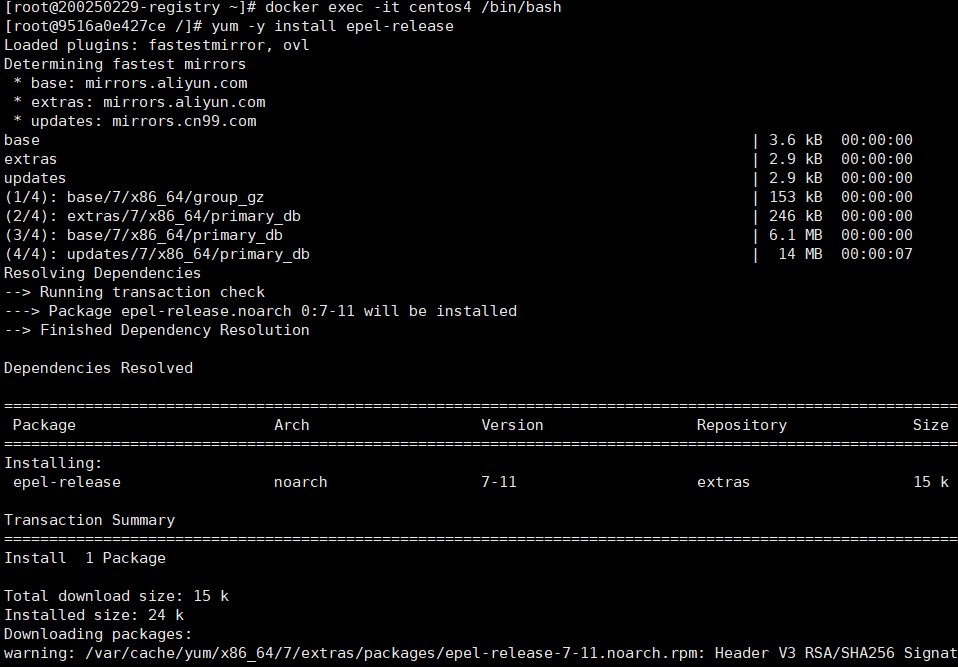 [root@200250229-registry ~]# docker exec -it centos4 /bin/bash
[root@9516a0e427ce /]# yum -y install epel-release
Loaded plugins: fastestmirror, ovl
Determining fastest mirrors
 * base: mirrors.aliyun.com
 * extras: mirrors.aliyun.com
 * updates: mirrors.cn99.com
base | 3.6 kB 00:00:00
extras | 2.9 kB 00:00:00
updates | 2.9 kB 00:00:00
(1/4): base/7/x86_64/group_gz | 153 kB 00:00:00
(2/4): extras/7/x86_64/primary_db | 246 kB 00:00:00
(3/4): base/7/x86_64/primary_db | 6.1 MB 00:00:00
(4/4): updates/7/x86_64/primary_db | 14 MB 00:00:07
Resolving Dependencies
--> Running transaction check
---> Package epel-release.noarch 0:7-11 will be installed
--> Finished Dependency Resolution
Dependencies Resolved
==========================================================================================================
Package Arch Version Repository Size
==========================================================================================================
Installing:
epel-release noarch 7-11 extras 15 k
Transaction Summary
==========================================================================================================
Install 1 Package
Total download size: 15 k
Installed size: 24 k
Downloading packages:
warning: /var/cache/yum/x86_64/7/extras/packages/epel-release-7-11.noarch.rpm: Header V3 RSA/SHA256 Signat